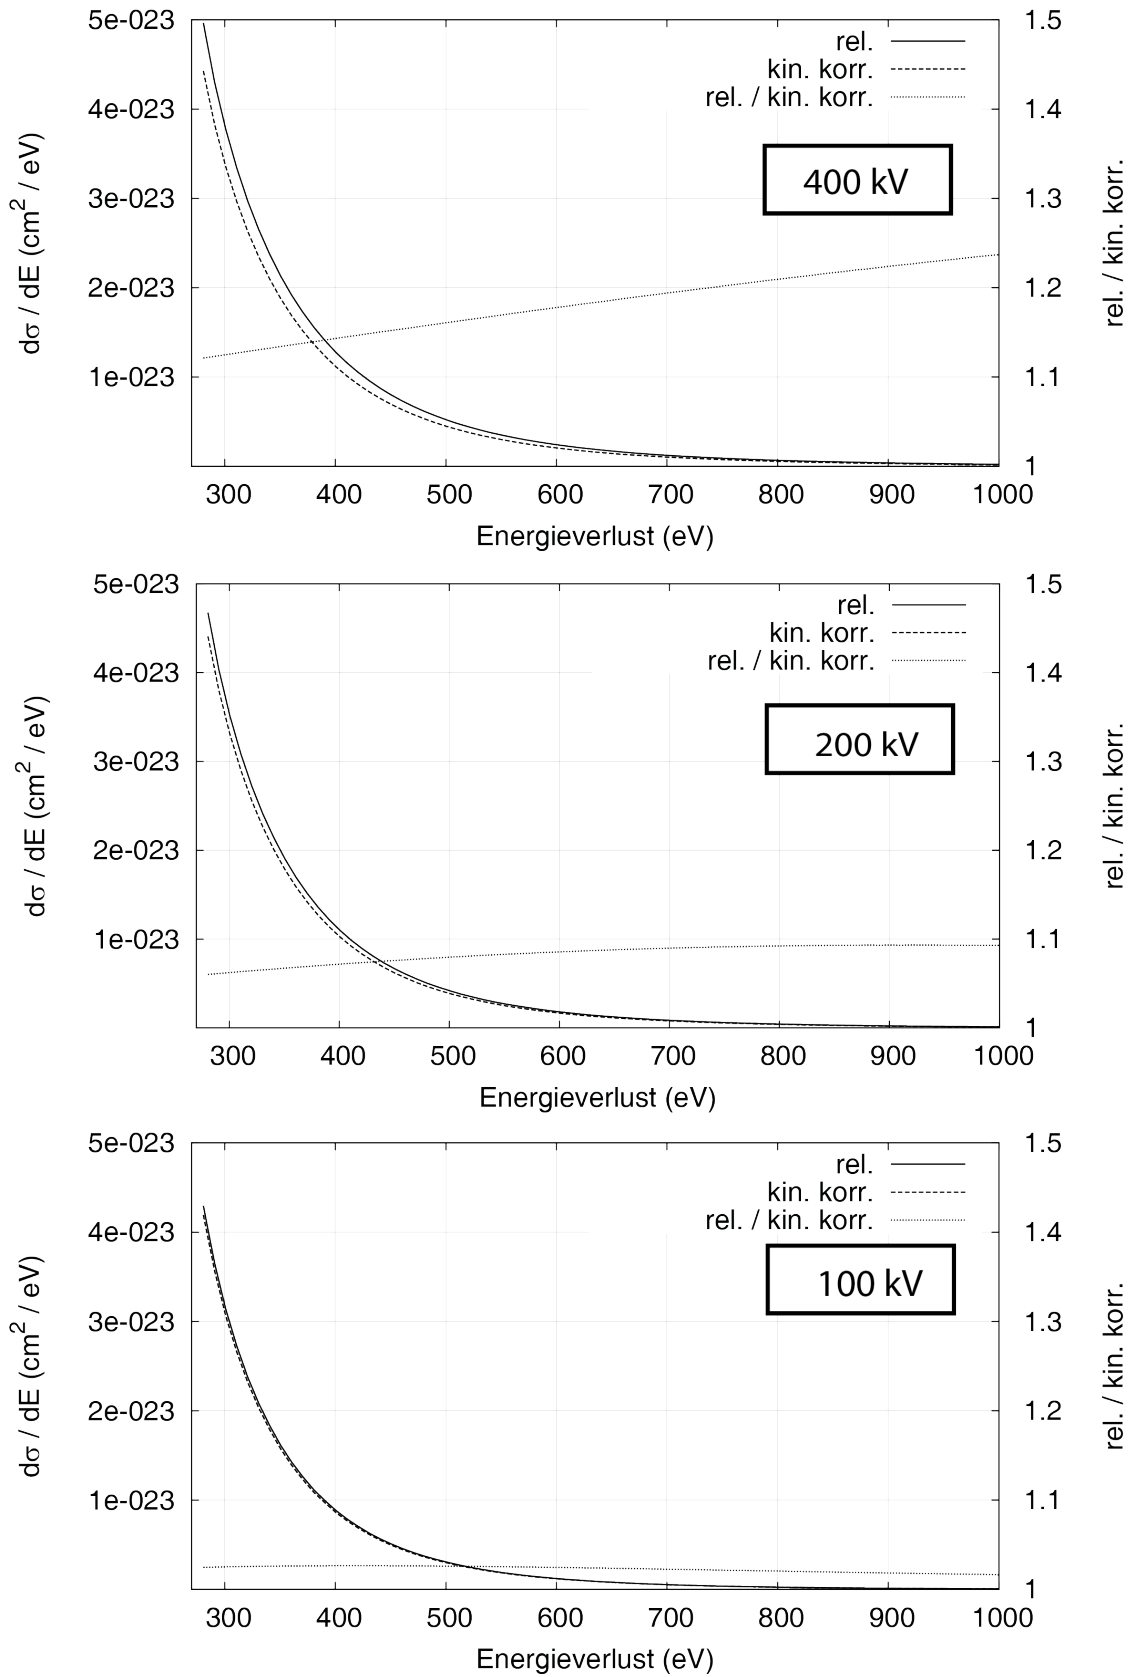 5e-023
4e-023
3e-023
2e-023
1e-023
dσ / dE (cm2 / eV)
rel.
kin. korr.
rel. / kin. korr.
400 kV
1.5
1.4
1.3
1.2
1.1
1
rel. / kin. korr.
300 400 500 600 700 800 900 1000
Energieverlust (eV)
5e-023
4e-023
3e-023
2e-023
1e-023
dσ / dE (cm2 / eV)
rel.
kin. korr.
rel. / kin. korr.
200 kV
1.5
1.4
1.3
1.2
1.1
1
rel. / kin. korr.
300 400 500 600 700 800 900 1000
Energieverlust (eV)
5e-023
4e-023
3e-023
2e-023
1e-023
dσ / dE (cm2 / eV)
rel.
kin. korr.
rel. / kin. korr.
100 kV
1.5
1.4
1.3
1.2
1.1
1
rel. / kin. korr.
300 400 500 600 700 800 900 1000
Energieverlust (eV)